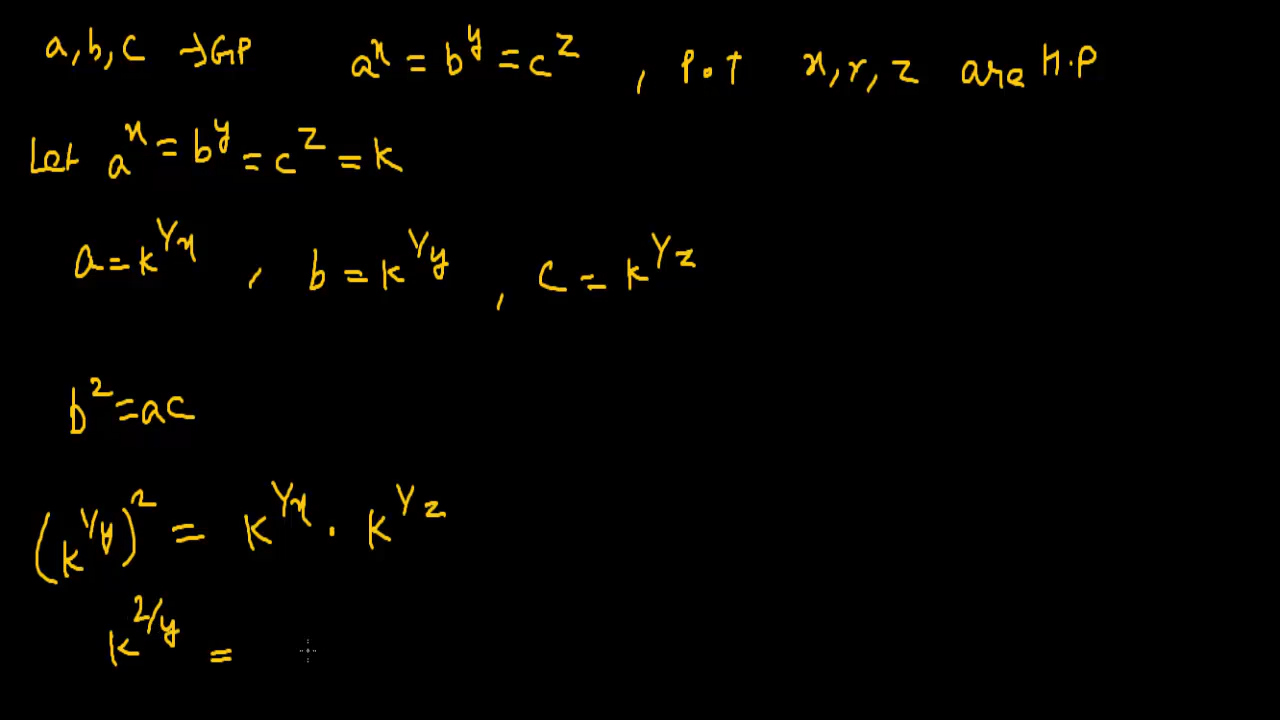 a, b, c → GP a^x = b^y = c^z , P.T x, r, z are H.P
Let a^x = b^y = c^z = k
a = k^1/x , b = k^1/y , c = k^1/z
b^2 = ac
(k^1/y)^2 = k^1/x . k^1/z
k^2/y =